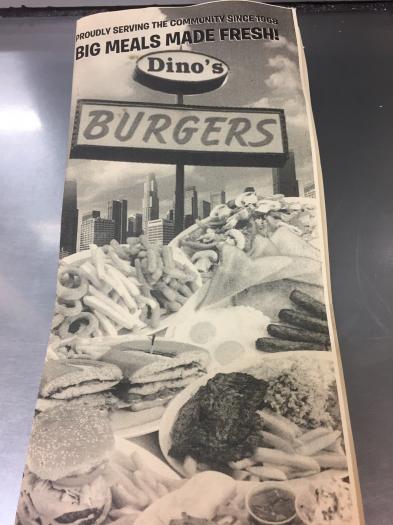 PROUDLY SERVING THE COMMUNITY SINCE 1968
BIG MEALS MADE FRESH!
Dino's
BURGERS